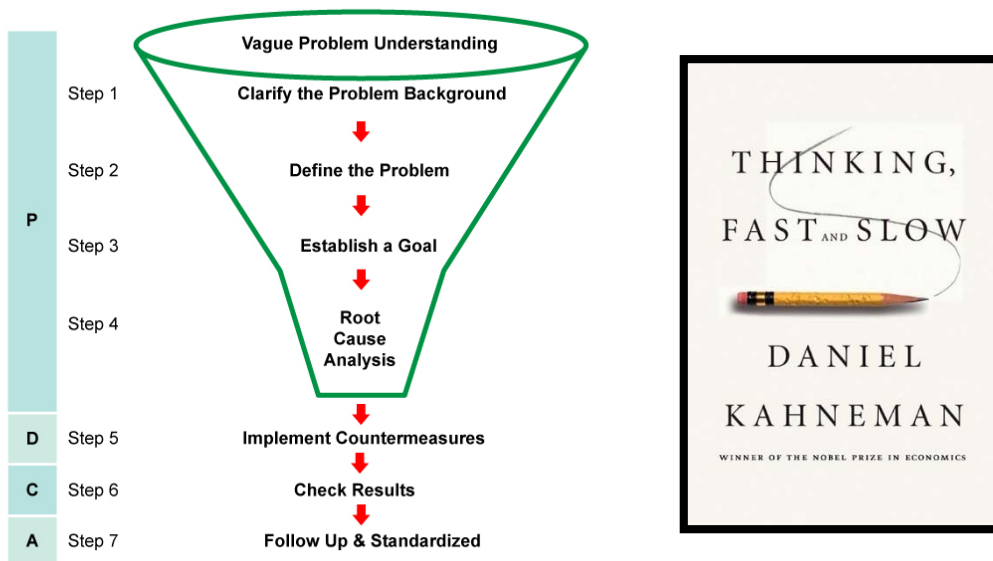 Vague Problem Understanding
Step 1
Clarify the Problem Background
Step 2
Define the Problem
P
Step 3
Establish a Goal
Step 4
Root
Cause
Analysis
D
Step 5
Implement Countermeasures
C
Step 6
Check Results
A
Step 7
Follow Up & Standardized
THINKING,
FAST AND SLOW
DANIEL
KAHNEMAN
WINNER OF THE NOBEL PRIZE IN ECONOMICS